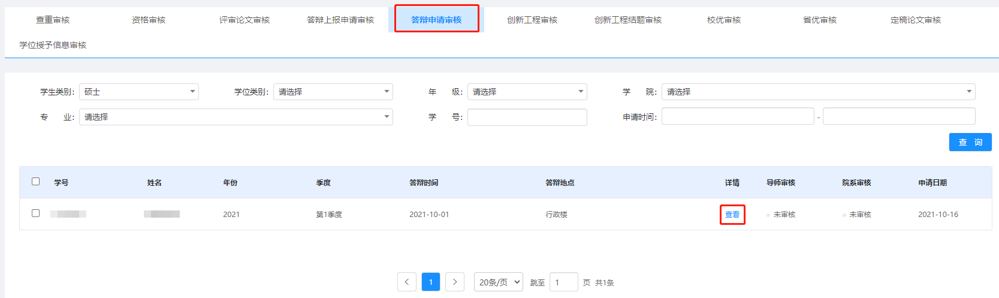 查重审核 资格审核 评审论文审核 答辩上报申请审核 答辩申请审核 创新工程审核 创新工程结题审核 校优审核 省优审核 定稿论文审核
学位授予信息审核
学生类别: 硕士 学位类别: 请选择 年 级: 请选择 学 院: 请选择
专 业: 请选择 学 号: 申请时间: -
查 询
学号 姓名 年份 季度 答辩时间 答辩地点 详情 导师审核 院系审核 申请日期
2021 第1季度 2021-10-01 行政楼 查看 未审核 未审核 2021-10-16
< 1 > 20条/页 跳至 1 页 共1条